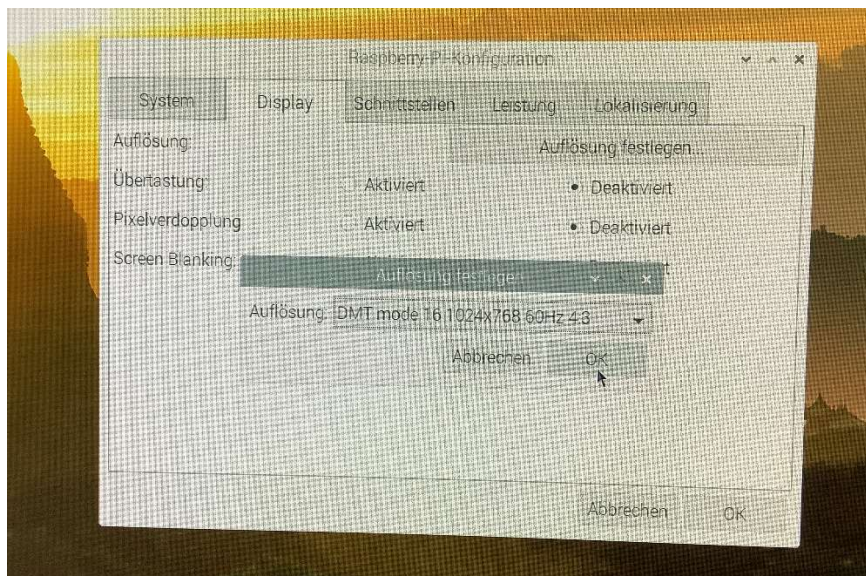 Raspberry-Pi-Konfiguration
System Display Schnittstellen Leistung Lokalisierung
Auflösung: Auflösung festlegen...
Übertastung: Aktiviert Deaktiviert
Pixelverdopplung Aktiviert Deaktiviert
Screen Blanking:
Auflösung festlegen
Auflösung: DMT mode 16 1024x768 60Hz 4:3
Abbrechen OK
Abbrechen OK